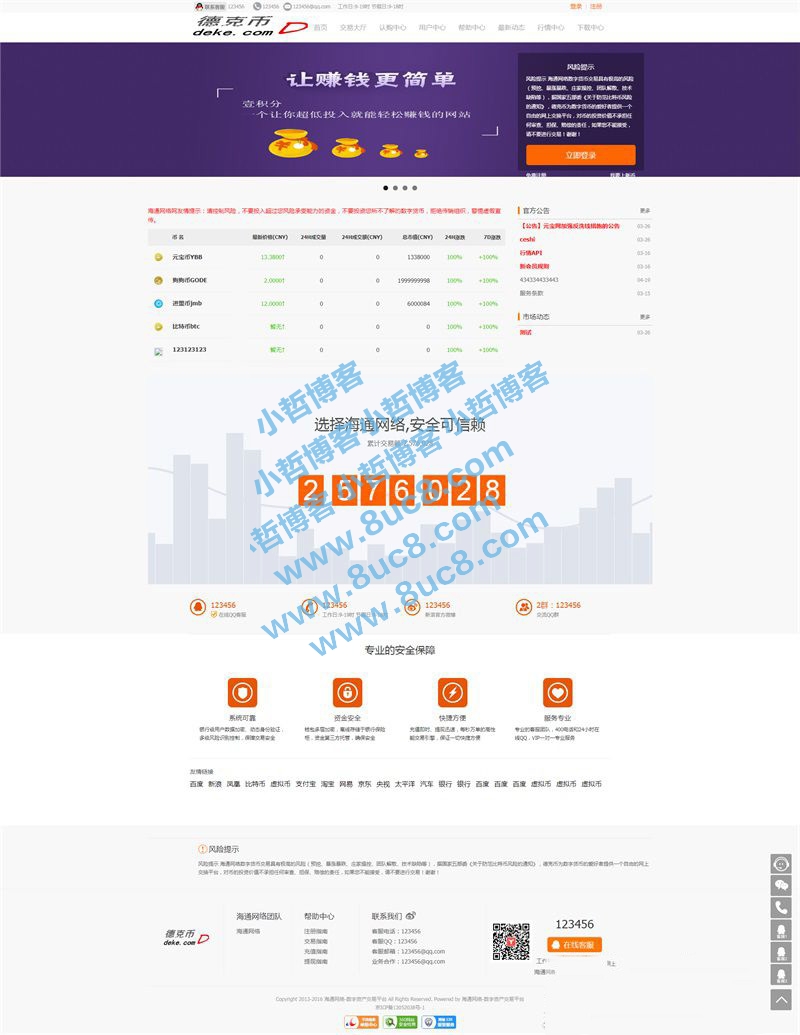 联系客服 123456 123456 123456@qq.com 工作日:9-19时 节假日:9-18时 登录 注册
德克币
deke.com
首页 交易大厅 认购中心 用户中心 帮助中心 最新动态 行情中心 下载中心
让赚钱更简单
壹积分
一个让你超低投入就能轻松赚钱的网站
风险提示
风险提示 海通网络数字货币交易具有极高的风险
（预挖、暴涨暴跌、庄家操控、团队解散、技术
缺陷等），据国家五部委《关于防范比特币风险
的通知》，德克币为数字货币的爱好者提供一个
自由的网上交换平台，对币的投资价值不承担任
何审查、担保、赔偿的责任，如果您不能接受，
请不要进行交易！谢谢！
立即登录
免费注册
海通网络网友情提示：请控制风险，不要投入超过您风险承受能力的资金，不要投资您所不了解的数字货币，拒绝传销组织，警惕虚假宣
传。
币名 最新价格(CNY) 24H成交量 24H成交额(CNY) 总市值(CNY) 24H涨跌 7D涨跌
元宝币YBB 13.3800↑ 0 0 1338000 100% +100%
狗狗币GODE 2.0000↑ 0 0 1999999998 100% +100%
进盟币jmb 12.0000↑ 0 0 6000084 100% +100%
比特币btc 暂无↑ 0 0 0 100% +100%
123123123 暂无↑ 0 0 0 100% +100%
官方公告 更多
【公告】元宝网加强反洗钱措施的公告 03-26
ceshi 03-16
行情API 03-16
新会员规则 03-16
434334433443 04-19
服务条款 03-15
市场动态 更多
测试 03-26
选择海通网络,安全可信赖
累计交易额
2576028
小哲博客
小哲博客
小哲博客
小哲博客
小哲博客
小哲博客
www.8uc8.com
www.8uc8.com
www.8uc8.com
123456
在线QQ客服
123456
工作日:9-19时 节假日:9-18时
123456
新浪官方微博
2群：123456
交流QQ群
专业的安全保障
系统可靠
银行级用户数据加密、动态身份验证，
多级风险识别控制，保障交易安全
资金安全
钱包多层加密，离线存储于银行保险
柜，资金第三方托管，确保安全
快捷方便
充值即时、提现迅速，每秒万单的高性
能交易引擎，保证一切快捷方便
服务专业
专业的客服团队，400电话和24小时在
线QQ，VIP一对一专业服务
友情链接
百度 新浪 凤凰 比特币 虚拟币 支付宝 淘宝 网易 京东 央视 太平洋 汽车 银行 银行 百度 百度 百度 虚拟币 虚拟币 虚拟币
风险提示
风险提示 海通网络数字货币交易具有极高的风险（预挖、暴涨暴跌、庄家操控、团队解散、技术缺陷等），据国家五部委《关于防范比特币风险的通知》，德克币为数字货币的爱好者提供一个自由的网上
交换平台，对币的投资价值不承担任何审查、担保、赔偿的责任，如果您不能接受，请不要进行交易！谢谢！
德克币
deke.com
海通网络团队
海通网络
帮助中心
注册指南
交易指南
充值指南
提现指南
联系我们
客服电话：123456
客服QQ：123456
客服邮箱：123456@qq.com
业务合作：123456@qq.com
123456
在线客服
海通网络
Copyright 2013-2016 海通网络-数字资产交易平台 All Rights Reserved. Powered by 海通网络-数字资产交易平台